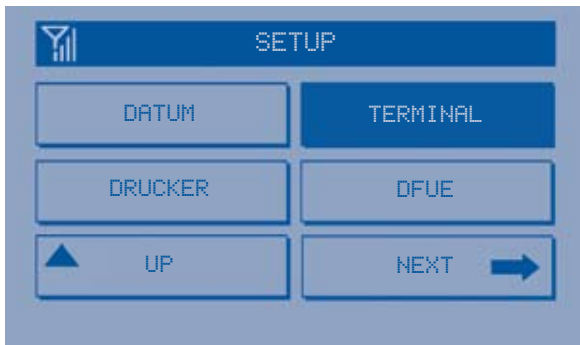 SETUP
DATUM
TERMINAL
DRUCKER
DFUE
UP
NEXT